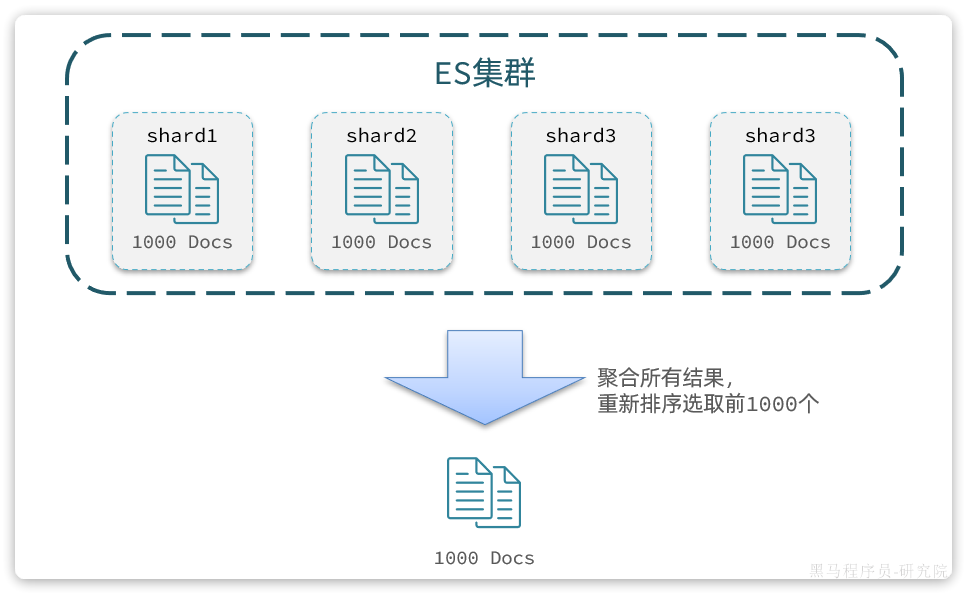 ES集群
shard1
shard2
shard3
shard3
1000 Docs
1000 Docs
1000 Docs
1000 Docs
聚合所有结果，
重新排序选取前1000个
1000 Docs
黑马程序员-研究院